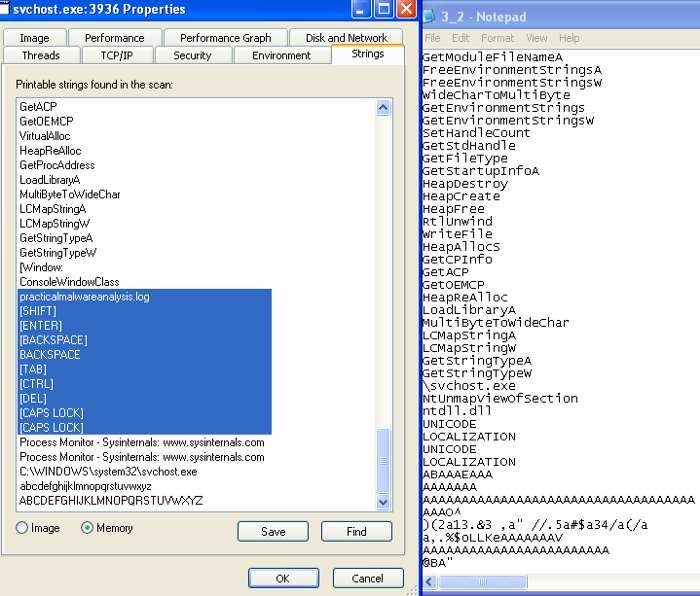 svchost.exe:3936 Properties
Image Performance Performance Graph Disk and Network
Threads TCP/IP Security Environment Strings
Printable strings found in the scan:
GetACP
GetOEMCP
VirtualAlloc
HeapReAlloc
GetProcAddress
LoadLibraryA
MultiByteToWideChar
LCMapStringA
LCMapStringW
GetStringTypeA
GetStringTypeW
[Window:
ConsoleWindowClass
practicalmalwareanalysis.log
[SHIFT]
[ENTER]
[BACKSPACE]
BACKSPACE
[TAB]
[CTRL]
[DEL]
[CAPS LOCK]
[CAPS LOCK]
Process Monitor - Sysinternals: www.sysinternals.com
Process Monitor - Sysinternals: www.sysinternals.com
C:\WINDOWS\system32\svchost.exe
abcdefghijklmnopqrstuvwxyz
ABCDEFGHIJKLMNOPQRSTUVWXYZ
Image Memory Save Find
OK Cancel
3_2 - Notepad
File Edit Format View Help
GetModuleFileNameA
FreeEnvironmentStringsA
FreeEnvironmentStringsW
WideCharToMultiByte
GetEnvironmentStrings
GetEnvironmentStringsW
SetHandleCount
GetStdHandle
GetFileType
GetStartupInfoA
HeapDestroy
HeapCreate
HeapFree
RtlUnwind
WriteFile
HeapAllocS
GetCPInfo
GetACP
GetOEMCP
HeapReAlloc
LoadLibraryA
MultiByteToWideChar
LCMapStringA
LCMapStringW
GetStringTypeA
GetStringTypeW
\svchost.exe
NtUnmapViewOfSection
ntdll.dll
UNICODE
LOCALIZATION
UNICODE
LOCALIZATION
ABAAAEAAA
AAAAAAA
AAAAAAAAAAAAAAAAAAAAAAAAAAAAAAAAAAA
AAAO^
)(2a13.&3 ,a" //.5a#$a34/a(/a
a,..%$oLLKeAAAAAAAV
AAAAAAAAAAAAAAAAAAAAAAAA
@BA"